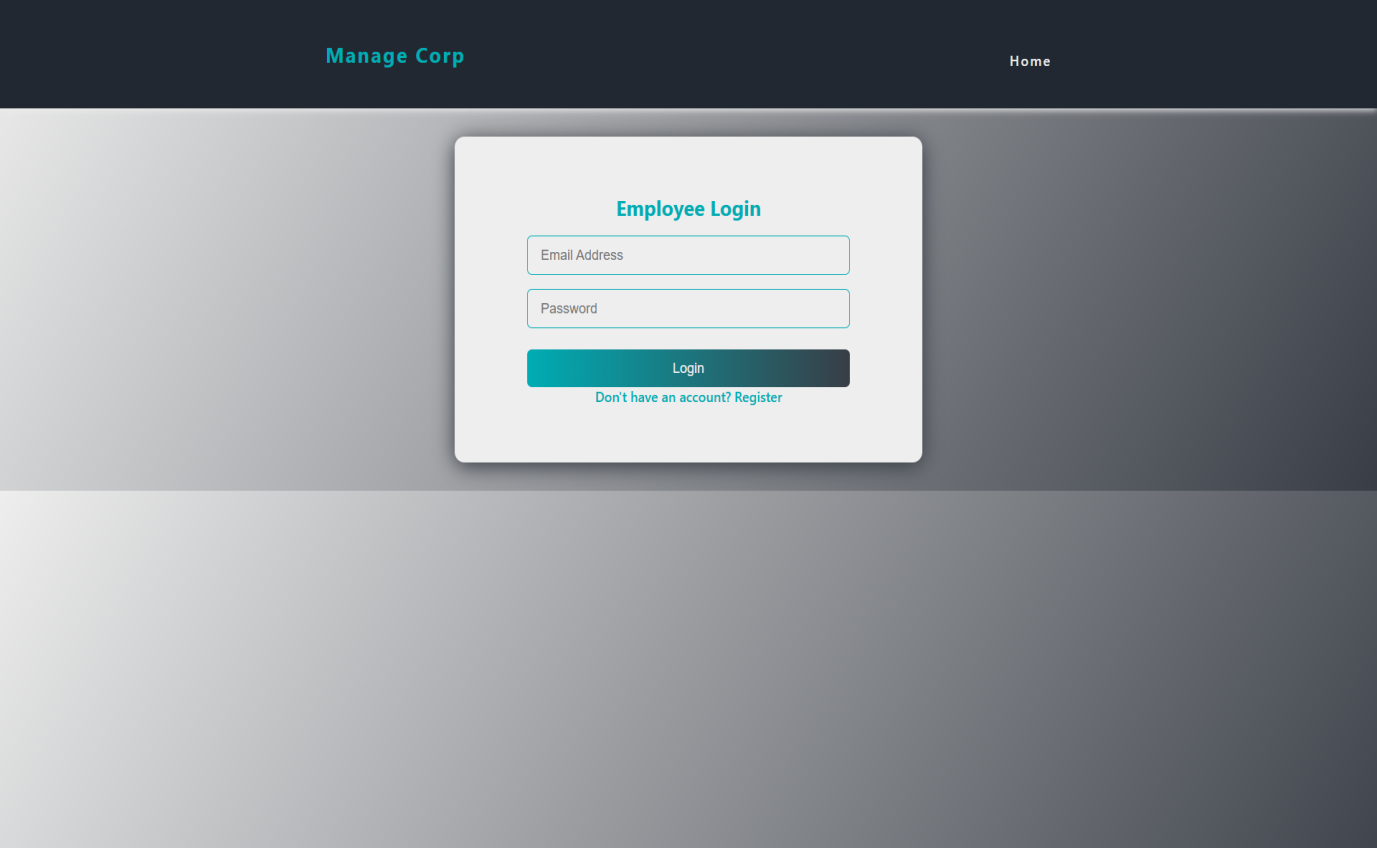 Manage Corp
Home
Employee Login
Email Address
Password
Login
Don't have an account? Register